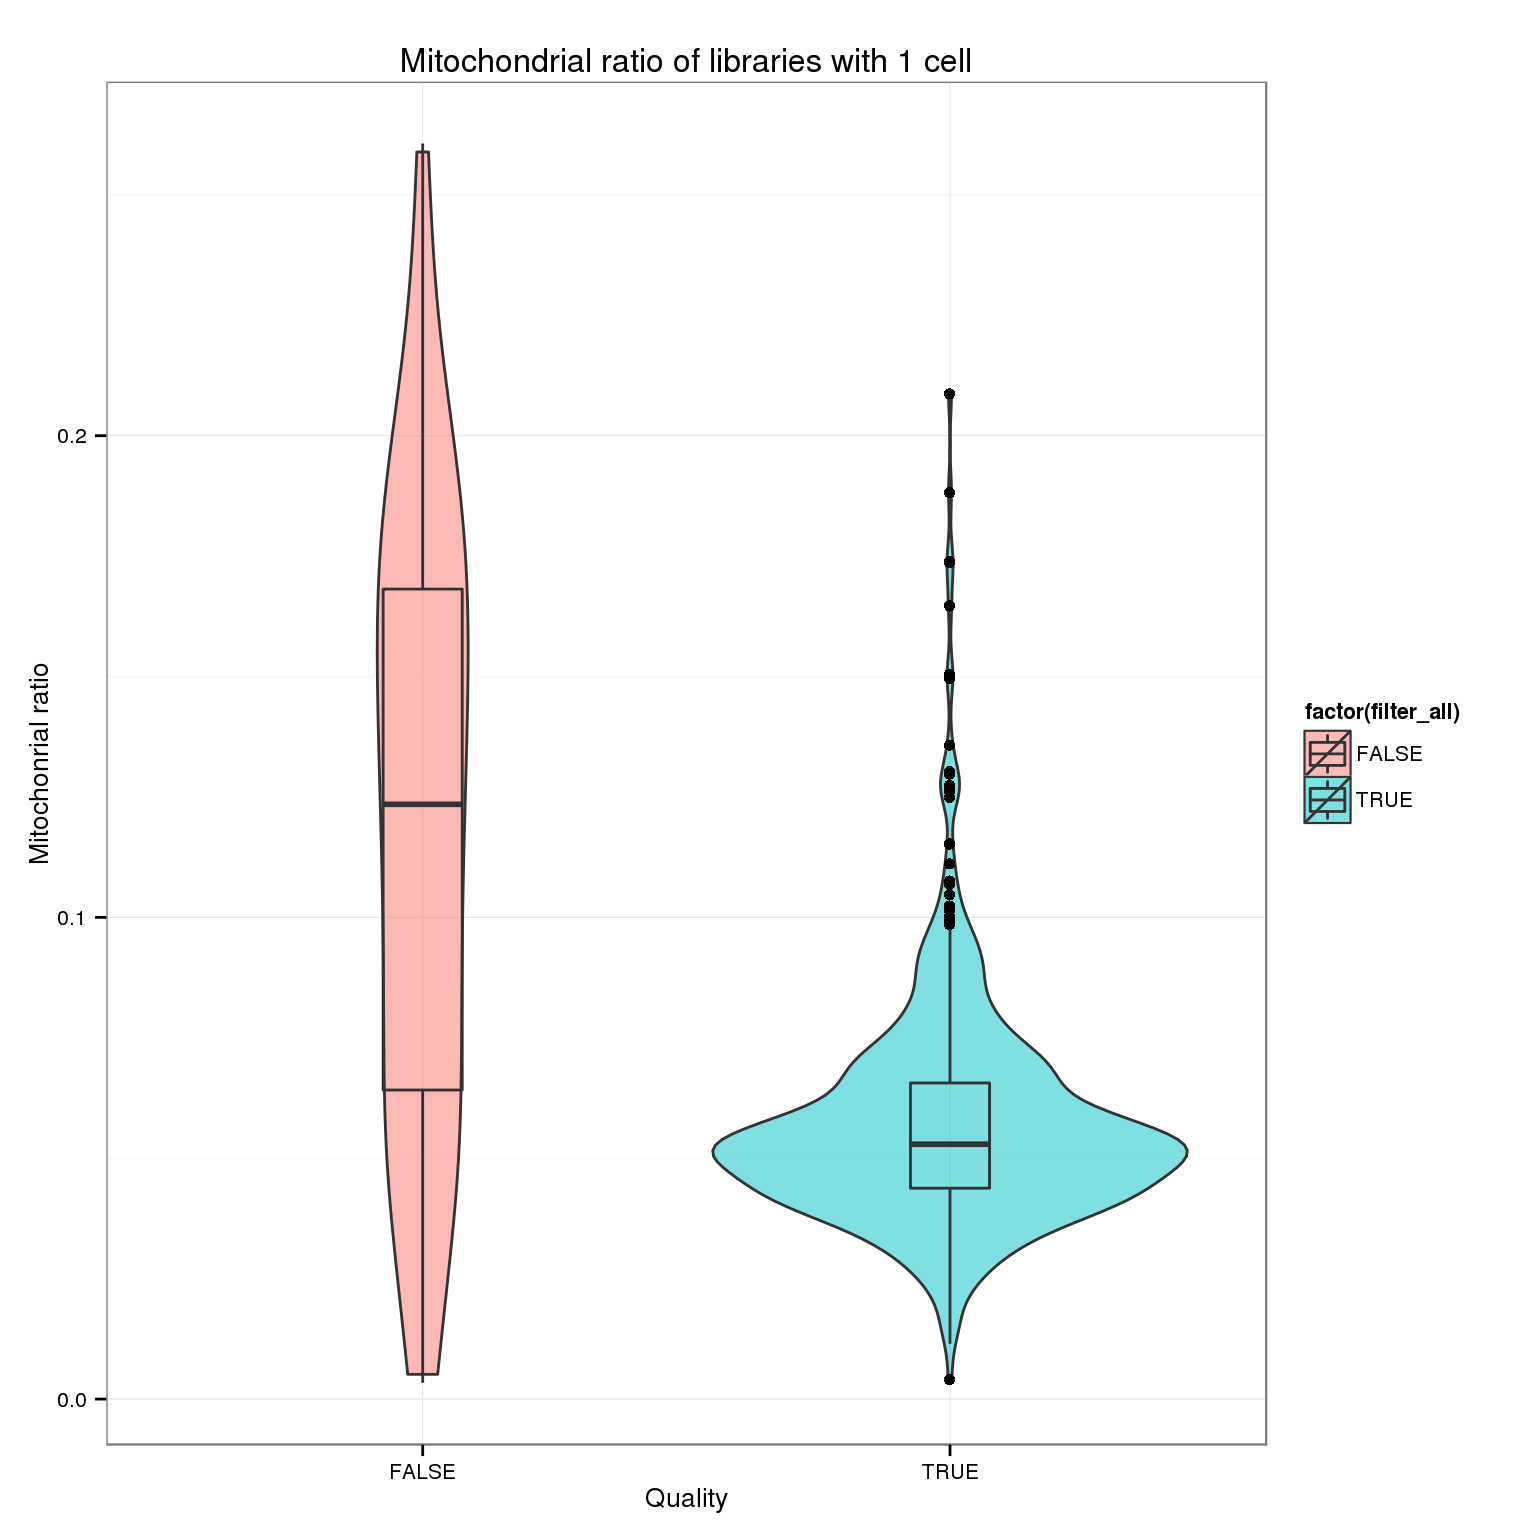 Mitochondrial ratio of libraries with 1 cell
Mitochonrial ratio
0.2
0.1
0.0
FALSE
TRUE
Quality
factor(filter_all)
FALSE
TRUE